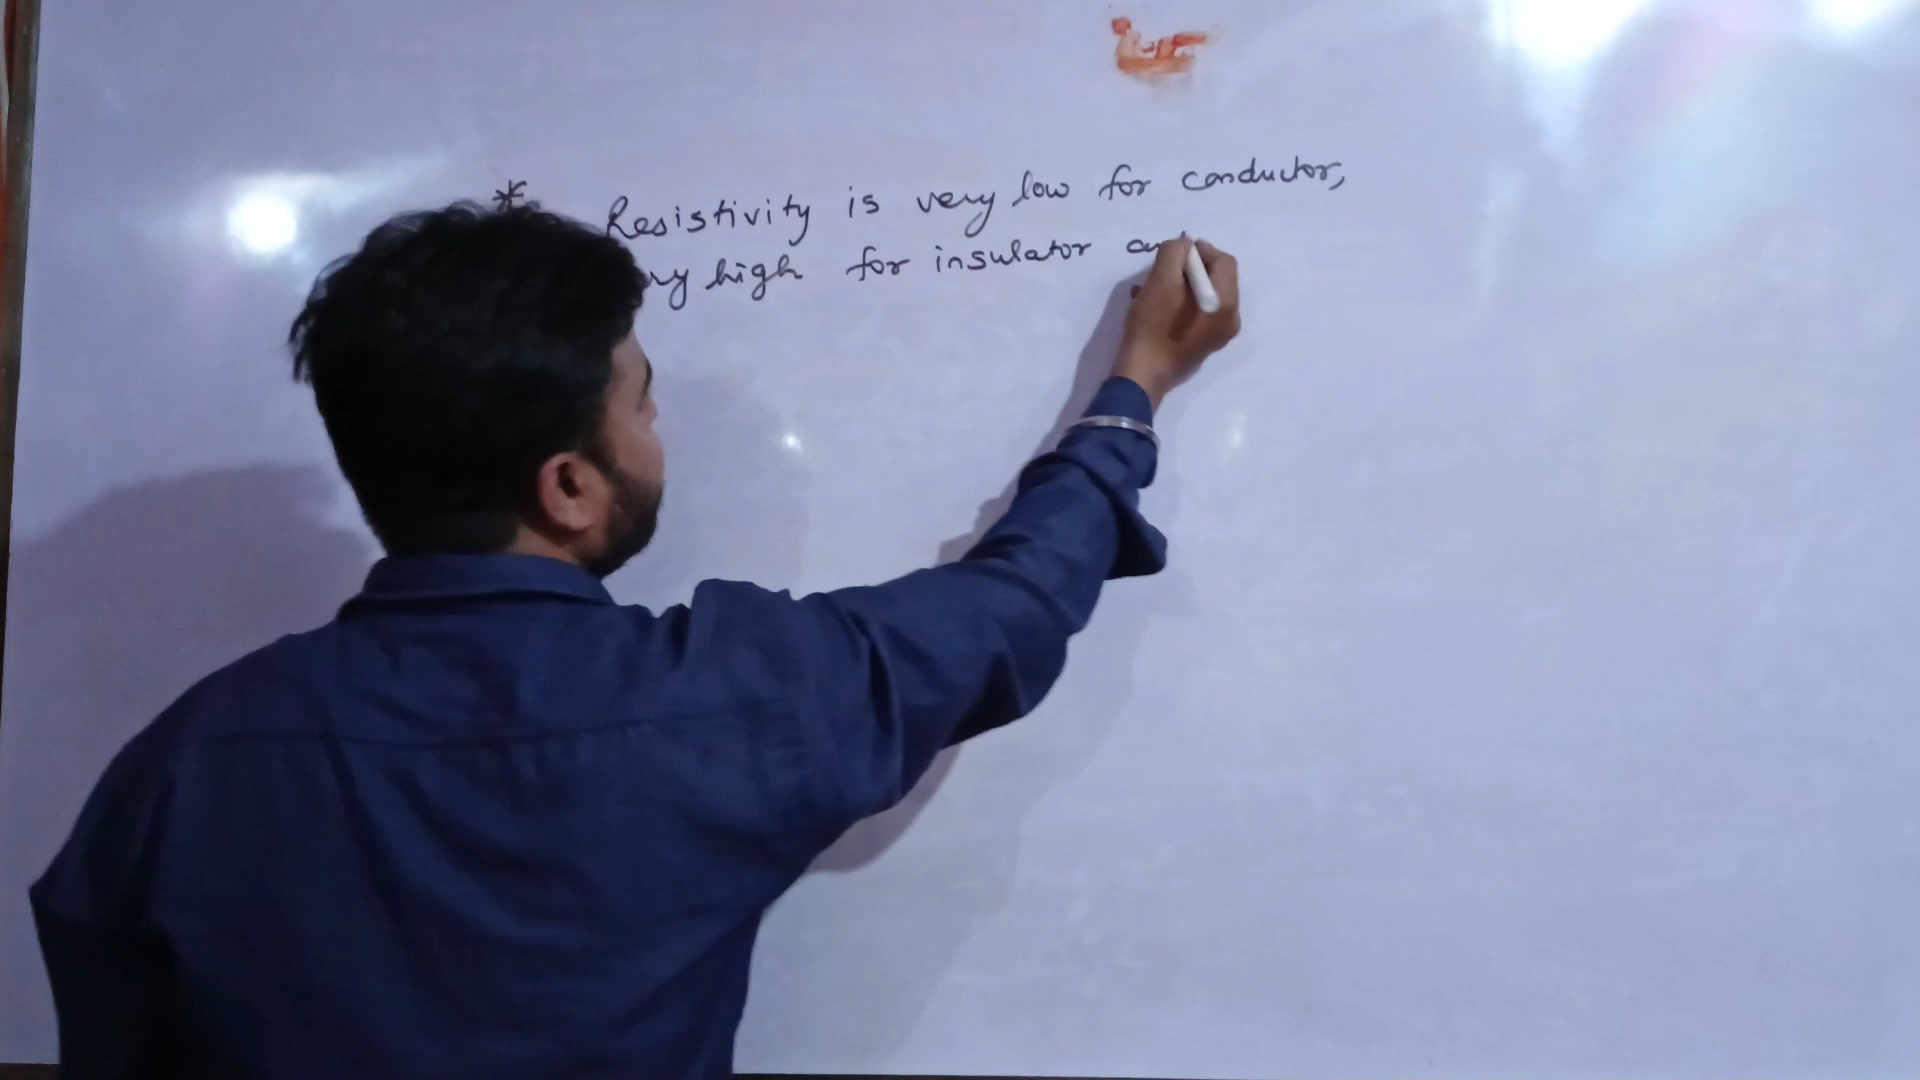 * Resistivity is very low for conductor,
high for insulator